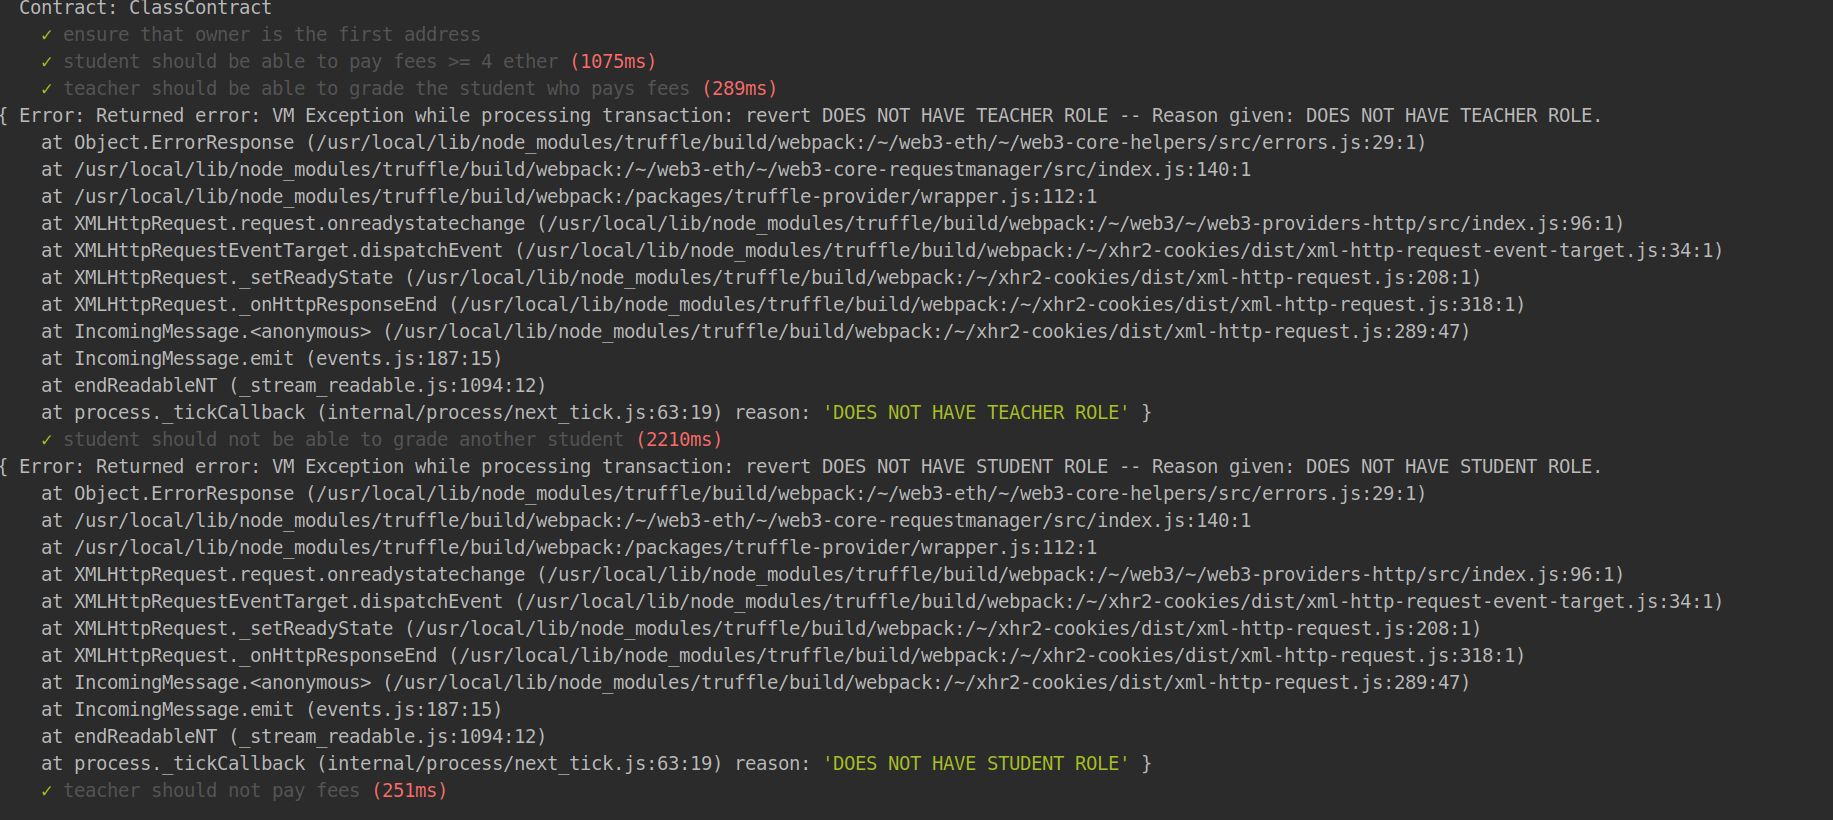 Contract: ClassContract
✓ ensure that owner is the first address
✓ student should be able to pay fees >= 4 ether (1075ms)
✓ teacher should be able to grade the student who pays fees (289ms)
{ Error: Returned error: VM Exception while processing transaction: revert DOES NOT HAVE TEACHER ROLE -- Reason given: DOES NOT HAVE TEACHER ROLE.
at Object.ErrorResponse (/usr/local/lib/node_modules/truffle/build/webpack:/~/web3-eth/~/web3-core-helpers/src/errors.js:29:1)
at /usr/local/lib/node_modules/truffle/build/webpack:/~/web3-eth/~/web3-core-requestmanager/src/index.js:140:1
at /usr/local/lib/node_modules/truffle/build/webpack:/packages/truffle-provider/wrapper.js:112:1
at XMLHttpRequest.request.onreadystatechange (/usr/local/lib/node_modules/truffle/build/webpack:/~/web3/~/web3-providers-http/src/index.js:96:1)
at XMLHttpRequestEventTarget.dispatchEvent (/usr/local/lib/node_modules/truffle/build/webpack:/~/xhr2-cookies/dist/xml-http-request-event-target.js:34:1)
at XMLHttpRequest._setReadyState (/usr/local/lib/node_modules/truffle/build/webpack:/~/xhr2-cookies/dist/xml-http-request.js:208:1)
at XMLHttpRequest._onHttpResponseEnd (/usr/local/lib/node_modules/truffle/build/webpack:/~/xhr2-cookies/dist/xml-http-request.js:318:1)
at IncomingMessage.<anonymous> (/usr/local/lib/node_modules/truffle/build/webpack:/~/xhr2-cookies/dist/xml-http-request.js:289:47)
at IncomingMessage.emit (events.js:187:15)
at endReadableNT (_stream_readable.js:1094:12)
at process._tickCallback (internal/process/next_tick.js:63:19) reason: 'DOES NOT HAVE TEACHER ROLE' }
✓ student should not be able to grade another student (2210ms)
{ Error: Returned error: VM Exception while processing transaction: revert DOES NOT HAVE STUDENT ROLE -- Reason given: DOES NOT HAVE STUDENT ROLE.
at Object.ErrorResponse (/usr/local/lib/node_modules/truffle/build/webpack:/~/web3-eth/~/web3-core-helpers/src/errors.js:29:1)
at /usr/local/lib/node_modules/truffle/build/webpack:/~/web3-eth/~/web3-core-requestmanager/src/index.js:140:1
at /usr/local/lib/node_modules/truffle/build/webpack:/packages/truffle-provider/wrapper.js:112:1
at XMLHttpRequest.request.onreadystatechange (/usr/local/lib/node_modules/truffle/build/webpack:/~/web3/~/web3-providers-http/src/index.js:96:1)
at XMLHttpRequestEventTarget.dispatchEvent (/usr/local/lib/node_modules/truffle/build/webpack:/~/xhr2-cookies/dist/xml-http-request-event-target.js:34:1)
at XMLHttpRequest._setReadyState (/usr/local/lib/node_modules/truffle/build/webpack:/~/xhr2-cookies/dist/xml-http-request.js:208:1)
at XMLHttpRequest._onHttpResponseEnd (/usr/local/lib/node_modules/truffle/build/webpack:/~/xhr2-cookies/dist/xml-http-request.js:318:1)
at IncomingMessage.<anonymous> (/usr/local/lib/node_modules/truffle/build/webpack:/~/xhr2-cookies/dist/xml-http-request.js:289:47)
at IncomingMessage.emit (events.js:187:15)
at endReadableNT (_stream_readable.js:1094:12)
at process._tickCallback (internal/process/next_tick.js:63:19) reason: 'DOES NOT HAVE STUDENT ROLE' }
✓ teacher should not pay fees (251ms)